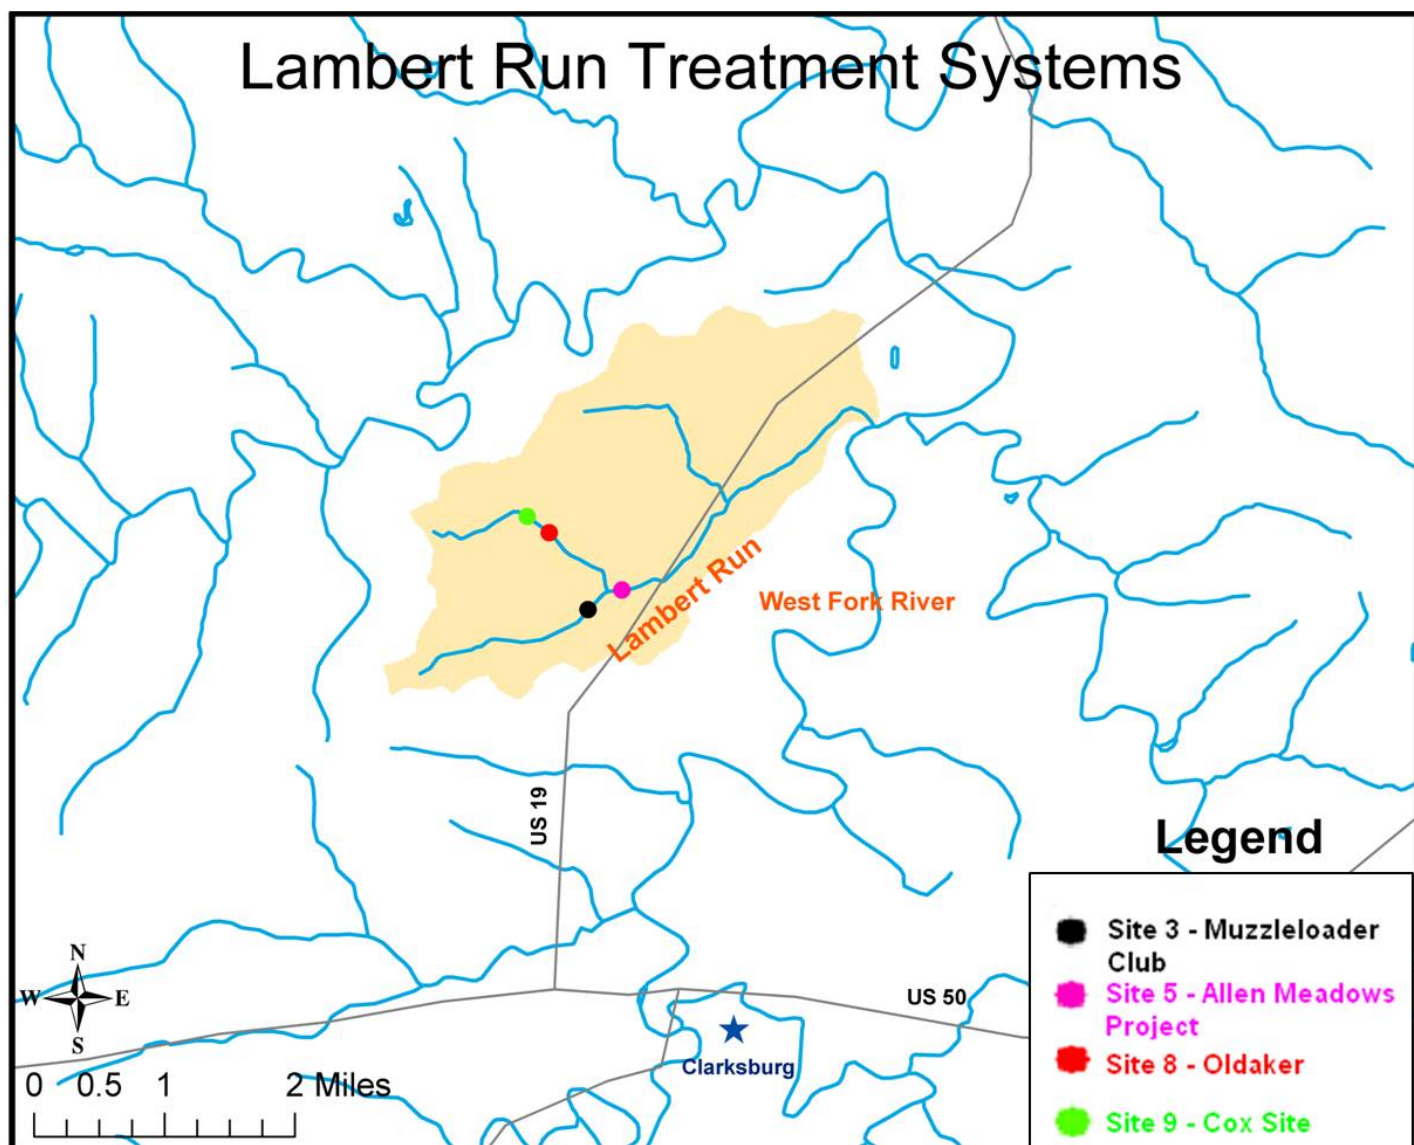 Lambert Run Treatment Systems
Lambert Run
West Fork River
US 19
Legend
Site 3 - Muzzleloader
Club
Site 5 - Allen Meadows
Project
Site 8 - Oldaker
Site 9 - Cox Site
US 50
Clarksburg
N
W E
S
0 0.5 1 2 Miles